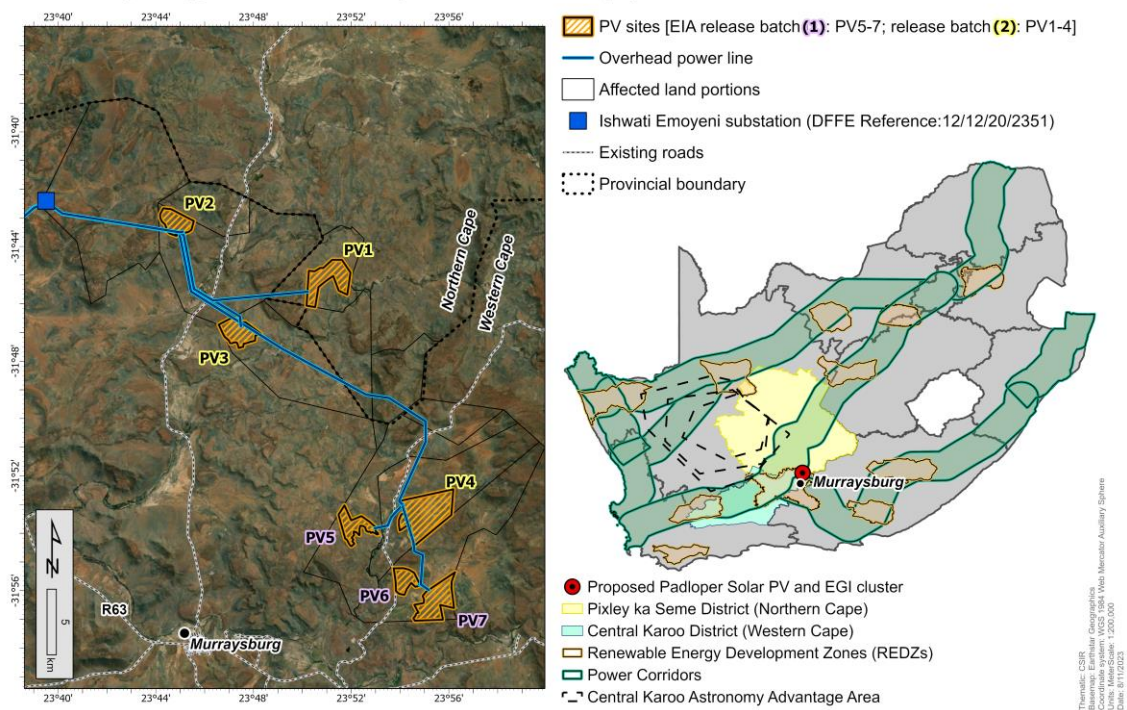 23°40'
23°44'
23°48'
23°52'
23°56'
-31°40'
-31°44'
-31°48'
-31°52'
-31°56'
PV2
PV1
PV3
Northern Cape
Western Cape
PV4
PV5
PV6
PV7
R63
Murraysburg
N
5
km
23°40'
23°44'
23°48'
23°52'
23°56'
PV sites [EIA release batch (1): PV5-7; release batch (2): PV1-4]
Overhead power line
Affected land portions
Ishwati Emoyeni substation (DFFE Reference:12/12/20/2351)
Existing roads
Provincial boundary
Murraysburg
Proposed Padloper Solar PV and EGI cluster
Pixley ka Seme District (Northern Cape)
Central Karoo District (Western Cape)
Renewable Energy Development Zones (REDZs)
Power Corridors
Central Karoo Astronomy Advantage Area
Thematic: CSIR
Basemap: Earthstar Geographics
Coordinate system: WGS 1984 Web Mercator Auxiliary Sphere
Units: MeterScale: 1:200,000
Date: 8/11/2023